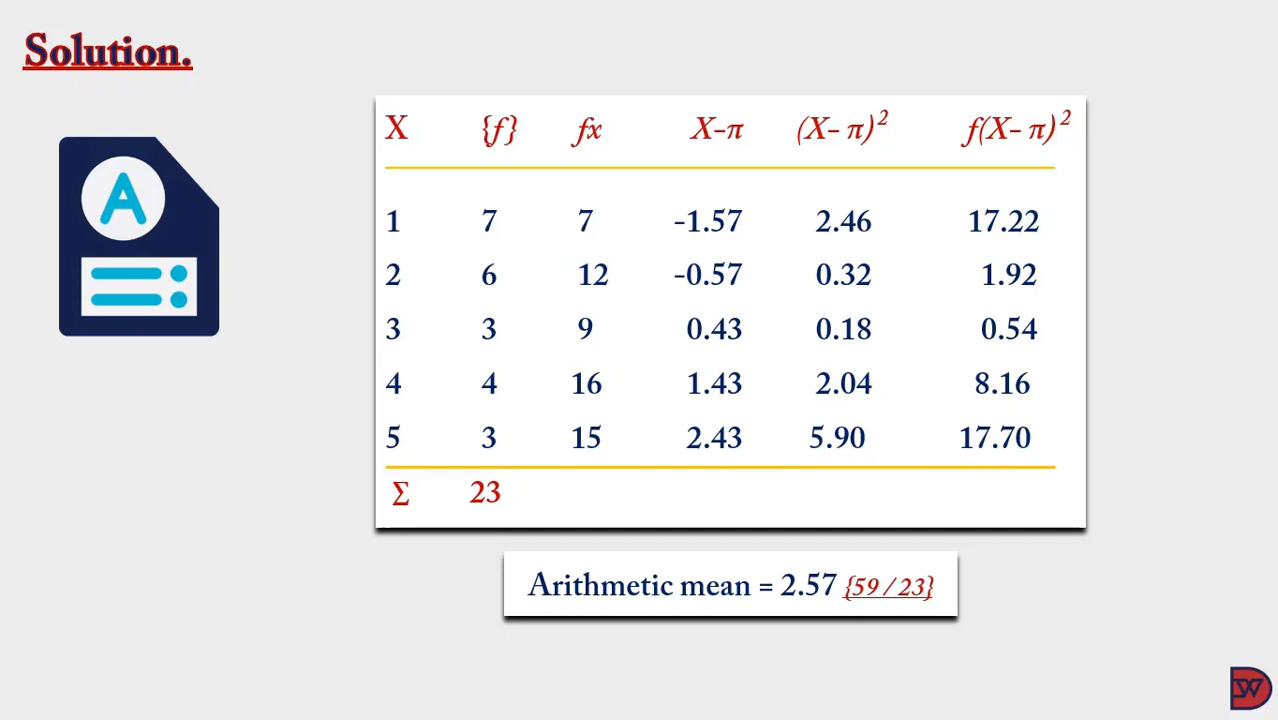 Solution.
A
X {f} fx X-π (X- π)² f(X- π)²
1 7 7 -1.57 2.46 17.22
2 6 12 -0.57 0.32 1.92
3 3 9 0.43 0.18 0.54
4 4 16 1.43 2.04 8.16
5 3 15 2.43 5.90 17.70
Σ 23
Arithmetic mean = 2.57 {59/23}
DW